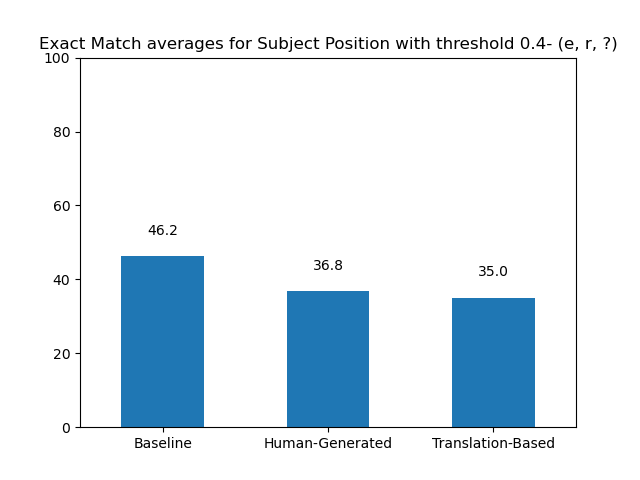 Exact Match averages for Subject Position with threshold 0.4- (e, r, ?)
100
80
60
40
20
0
46.2
36.8
35.0
Baseline
Human-Generated
Translation-Based